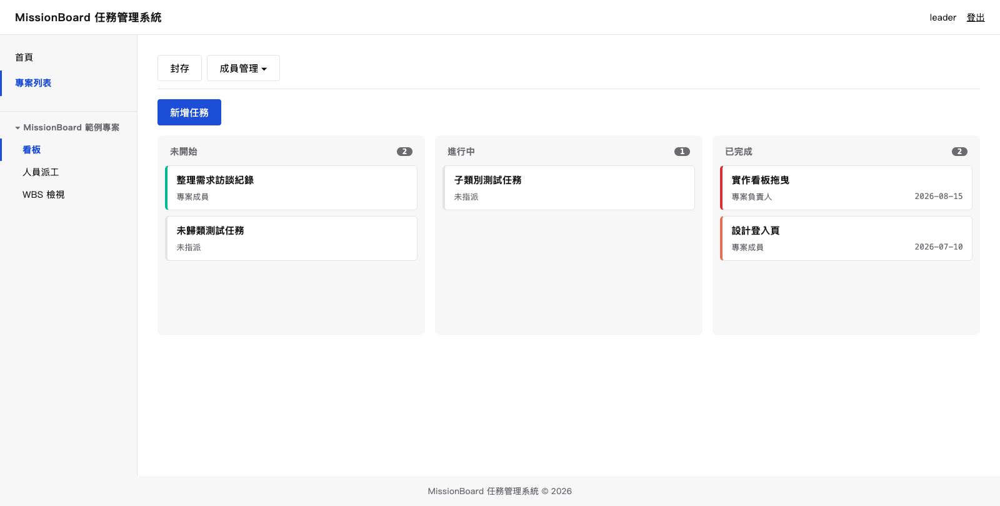 MissionBoard 任務管理系統
leader 登出
首頁
專案列表
MissionBoard 範例專案
看板
人員派工
WBS 檢視
封存 成員管理
新增任務
未開始 2
整理需求訪談紀錄
專案成員
未歸類測試任務
未指派
進行中 1
子類別測試任務
未指派
已完成 2
實作看板拖曳
專案負責人 2026-08-15
設計登入頁
專案成員 2026-07-10
MissionBoard 任務管理系統 © 2026